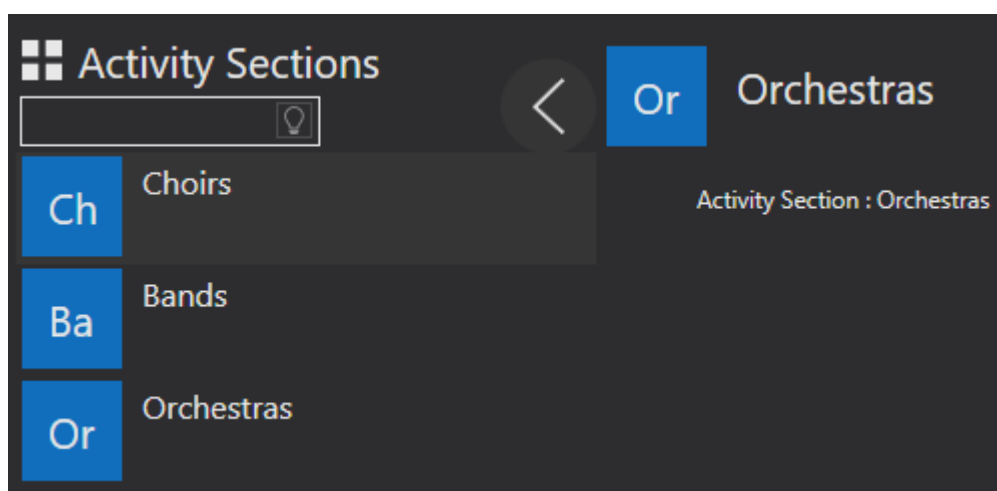 Activity Sections
Ch
Choirs
Ba
Bands
Or
Orchestras
Or
Orchestras
Activity Section : Orchestras